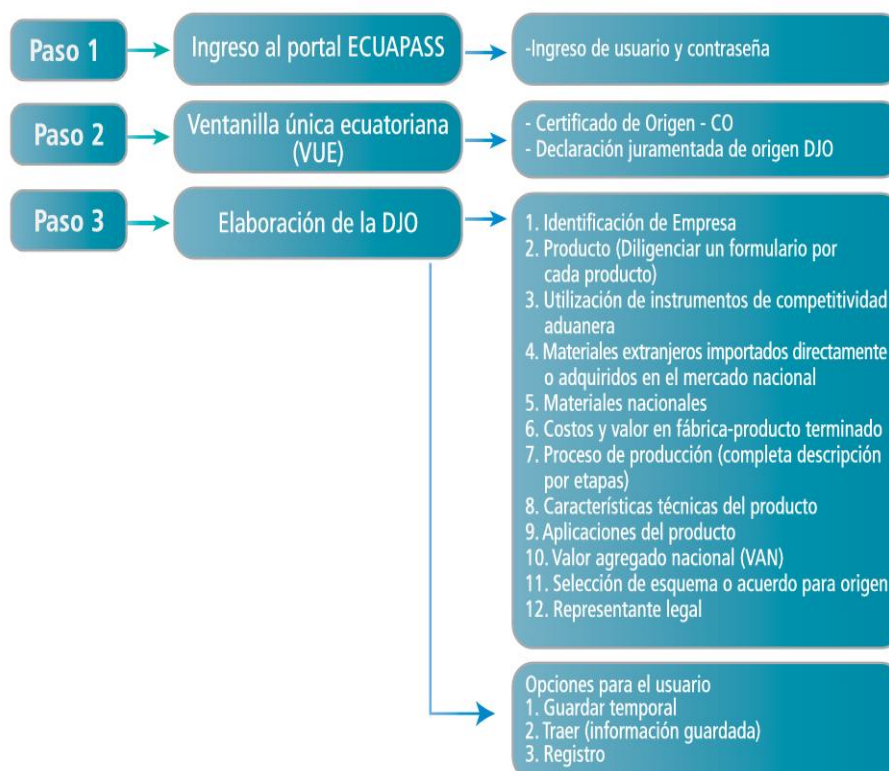 Paso 1
Ingreso al portal ECUAPASS
-Ingreso de usuario y contraseña
Paso 2
Ventanilla única ecuatoriana
(VUE)
- Certificado de Origen - CO
- Declaración juramentada de origen DJO
Paso 3
Elaboración de la DJO
1. Identificación de Empresa
2. Producto (Diligenciar un formulario por
cada producto)
3. Utilización de instrumentos de competitividad
aduanera
4. Materiales extranjeros importados directamente
o adquiridos en el mercado nacional
5. Materiales nacionales
6. Costos y valor en fábrica-producto terminado
7. Proceso de producción (completa descripción
por etapas)
8. Características técnicas del producto
9. Aplicaciones del producto
10. Valor agregado nacional (VAN)
11. Selección de esquema o acuerdo para origen
12. Representante legal
Opciones para el usuario
1. Guardar temporal
2. Traer (información guardada)
3. Registro